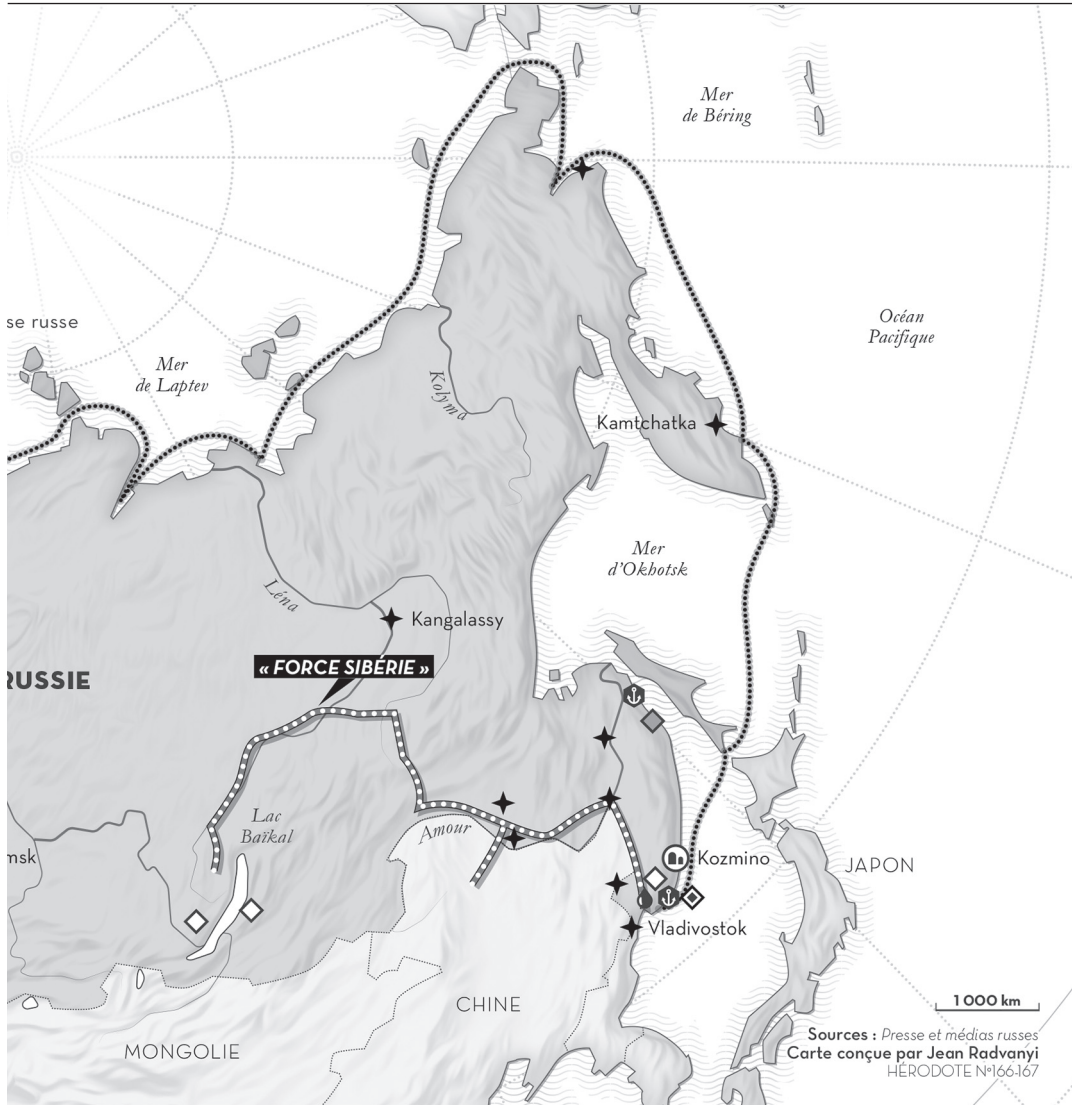 Mer
de Béring
Océan
Pacifique
se russe
Mer
de Laptev
Kolyma
Kamtchatka
Mer
d'Okhotsk
Léna
Kangalassy
« FORCE SIBÉRIE »
RUSSIE
Lac
Baïkal
Amour
msk
Kozmino
JAPON
Vladivostok
CHINE
MONGOLIE
1 000 km
Sources : Presse et médias russes
Carte conçue par Jean Radvanyi
HÉRODOTE N°166-167